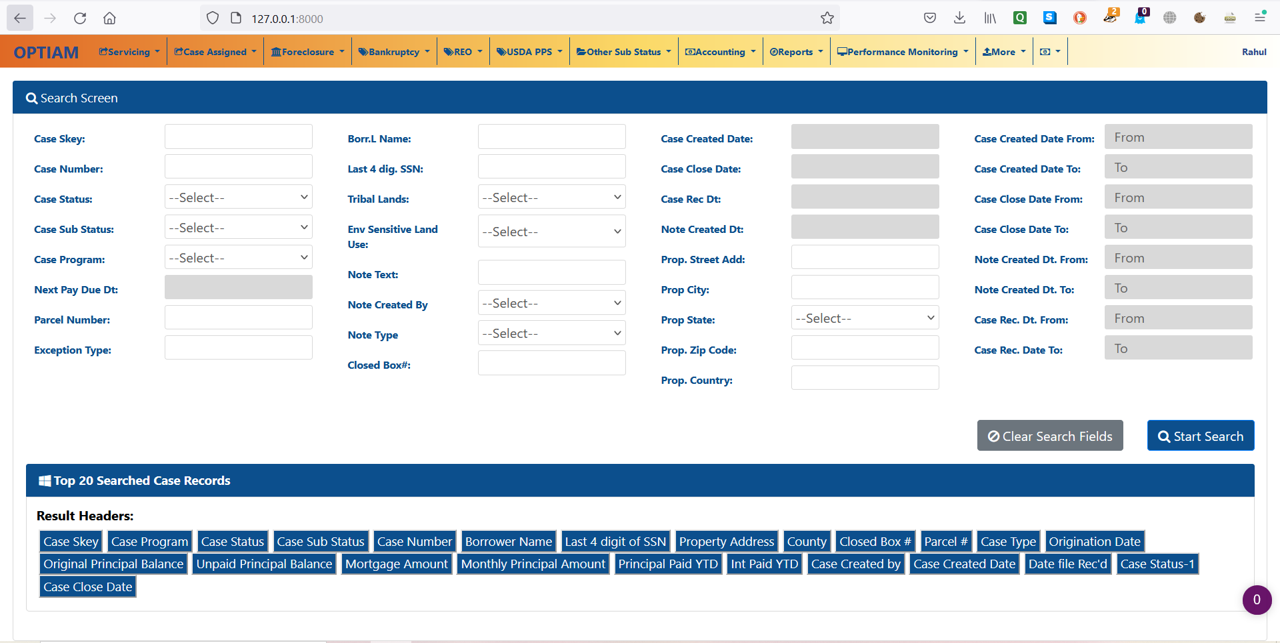 127.0.0.1:8000
Q S 2 0
OPTIAM Servicing Case Assigned Foreclosure Bankruptcy REO USDA PPS Other Sub Status Accounting Reports Performance Monitoring More Rahul
Search Screen
Case Skey: Borr.L Name: Case Created Date: Case Created Date From: From
Case Number: Last 4 dig. SSN: Case Close Date: Case Created Date To: To
Case Status: --Select-- Tribal Lands: --Select-- Case Rec Dt: Case Close Date From: From
Case Sub Status: --Select-- Env Sensitive Land Use: --Select-- Note Created Dt: Case Close Date To: To
Case Program: --Select-- Note Text: Prop. Street Add: Note Created Dt. From: From
Next Pay Due Dt: Note Created By --Select-- Prop City: Note Created Dt. To: To
Parcel Number: Note Type --Select-- Prop State: --Select-- Case Rec. Dt. From: From
Exception Type: Closed Box#: Prop. Zip Code: Case Rec. Date To: To
Prop. Country:
Clear Search Fields Start Search
Top 20 Searched Case Records
Result Headers:
Case Skey Case Program Case Status Case Sub Status Case Number Borrower Name Last 4 digit of SSN Property Address County Closed Box # Parcel # Case Type Origination Date
Original Principal Balance Unpaid Principal Balance Mortgage Amount Monthly Principal Amount Principal Paid YTD Int Paid YTD Case Created by Case Created Date Date file Rec'd Case Status-1
Case Close Date
0